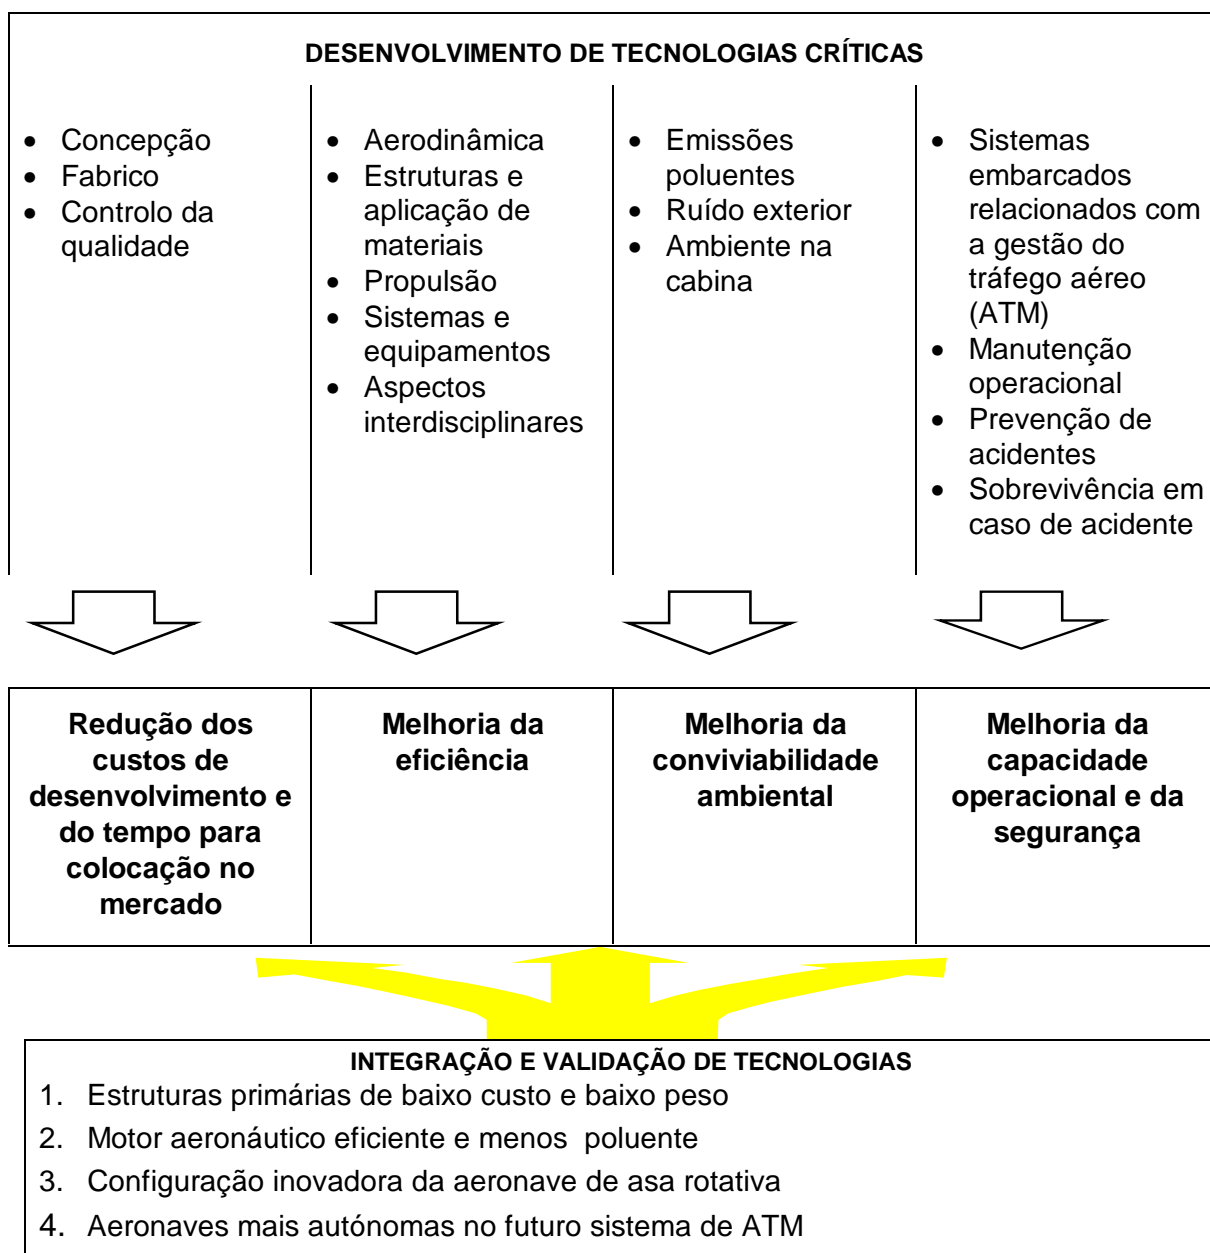 DESENVOLVIMENTO DE TECNOLOGIAS CRÍTICAS
• Concepção
• Fabrico
• Controlo da
qualidade
• Aerodinâmica
• Estruturas e
aplicação de
materiais
• Propulsão
• Sistemas e
equipamentos
• Aspectos
interdisciplinares
• Emissões
poluentes
• Ruído exterior
• Ambiente na
cabina
• Sistemas
embarcados
relacionados com
a gestão do
tráfego aéreo
(ATM)
• Manutenção
operacional
• Prevenção de
acidentes
• Sobrevivência em
caso de acidente
Redução dos
custos de
desenvolvimento e
do tempo para
colocação no
mercado
Melhoria da
eficiência
Melhoria da
conviviabilidade
ambiental
Melhoria da
capacidade
operacional e da
segurança
INTEGRAÇÃO E VALIDAÇÃO DE TECNOLOGIAS
1. Estruturas primárias de baixo custo e baixo peso
2. Motor aeronáutico eficiente e menos poluente
3. Configuração inovadora da aeronave de asa rotativa
4. Aeronaves mais autónomas no futuro sistema de ATM